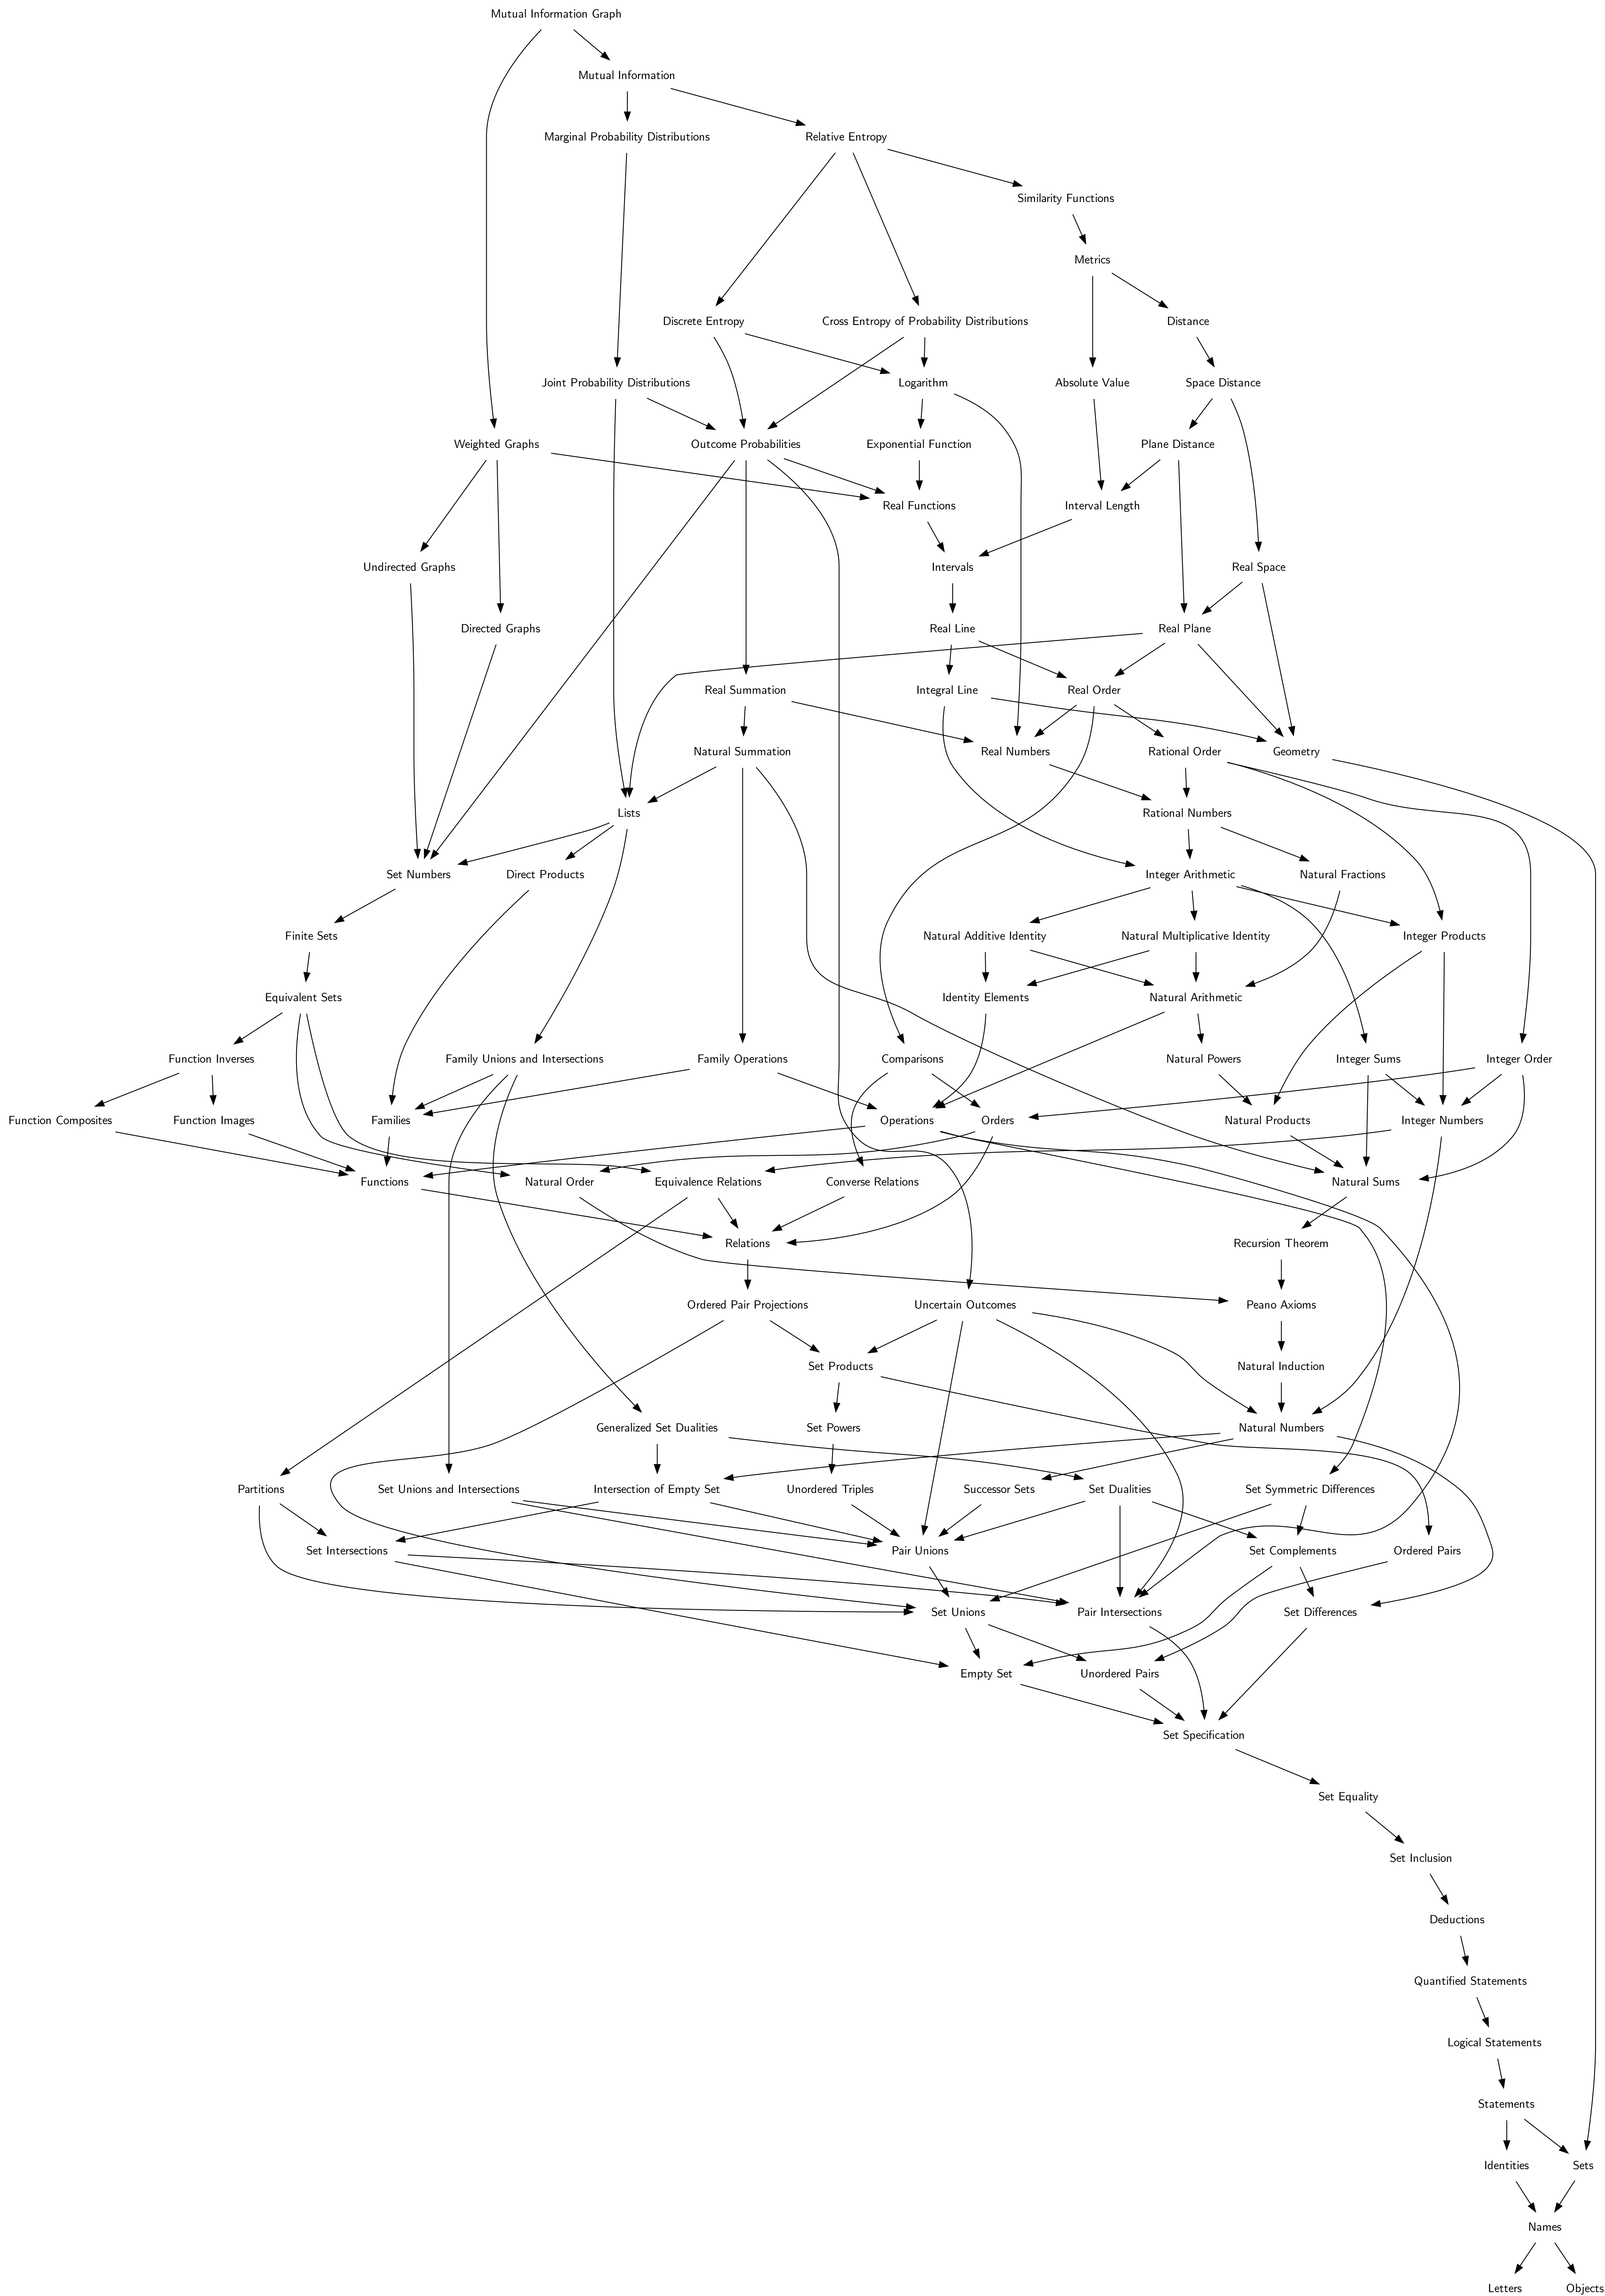 Mutual Information Graph
Mutual Information
Marginal Probability Distributions
Relative Entropy
Similarity Functions
Metrics
Discrete Entropy
Cross Entropy of Probability Distributions
Distance
Joint Probability Distributions
Logarithm
Absolute Value
Space Distance
Weighted Graphs
Outcome Probabilities
Exponential Function
Plane Distance
Real Functions
Interval Length
Undirected Graphs
Intervals
Real Space
Directed Graphs
Real Line
Real Plane
Real Summation
Integral Line
Real Order
Natural Summation
Real Numbers
Rational Order
Geometry
Lists
Rational Numbers
Set Numbers
Direct Products
Integer Arithmetic
Natural Fractions
Finite Sets
Natural Additive Identity
Natural Multiplicative Identity
Integer Products
Equivalent Sets
Identity Elements
Natural Arithmetic
Function Inverses
Family Unions and Intersections
Family Operations
Comparisons
Natural Powers
Integer Sums
Integer Order
Function Composites
Function Images
Families
Operations
Orders
Natural Products
Integer Numbers
Functions
Natural Order
Equivalence Relations
Converse Relations
Natural Sums
Relations
Recursion Theorem
Ordered Pair Projections
Uncertain Outcomes
Peano Axioms
Set Products
Natural Induction
Generalized Set Dualities
Set Powers
Natural Numbers
Partitions
Set Unions and Intersections
Intersection of Empty Set
Unordered Triples
Successor Sets
Set Dualities
Set Symmetric Differences
Set Intersections
Pair Unions
Set Complements
Ordered Pairs
Set Unions
Pair Intersections
Set Differences
Empty Set
Unordered Pairs
Set Specification
Set Equality
Set Inclusion
Deductions
Quantified Statements
Logical Statements
Statements
Identities
Sets
Names
Letters
Objects